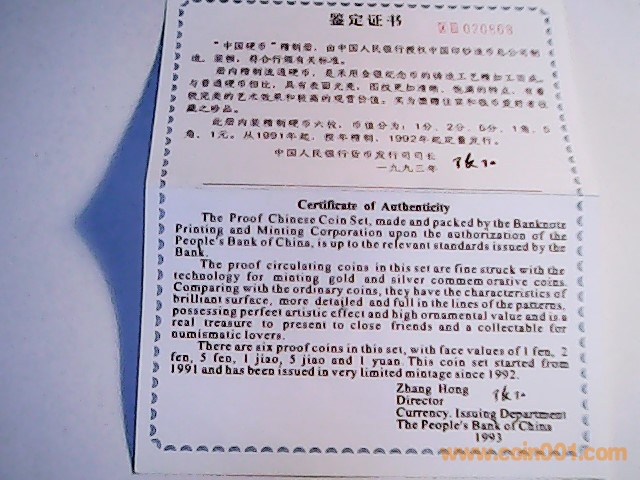 鉴定证书
020868
"中国硬币"精制册，由中国人民银行授权中国印钞造币总公司制
造、装帧，符合行颁有关标准。
册内精制流通硬币，是采用金银纪念币的铸造工艺精加工而成。
与普通硬币相比，具有表面光亮，图纹更加清晰、饱满的特点，有着
极完美的艺术效果和较高的观赏价值，实为馈赠佳宾和钱币爱好者收
藏之珍品。
此册内装精制硬币六枚，币值分为：1分、2分、5分、1角、5
角、1元。从1991年起，按年精制，1992年起定量发行。
中国人民银行货币发行司司长
一九九三年
Certificate of Authenticity
The Proof Chinese Coin Set, made and packed by the Banknote
Printing and Minting Corporation upon the authorization of the
People's Bank of China, is up to the relevant standards issued by the
Bank.
The proof circulating coins in this set are fine struck with the
technology for minting gold and silver commemorative coins.
Comparing with the ordinary coins, they have the characteristics of
brilliant surface, more detailed and full in the lines of the patterns,
possessing perfeet artistic effect and high ornamental value and is a
real treasure to present to close friends and a collectable for
numismatic lovers.
There are six proof coins in this set, with face values of 1 fen, 2
fen, 5 fen, 1 jiao, 5 jiao and 1 yuan This coin set started from
1991 and has been issued in very limited mintage since 1992.
Zhang Hong
Director
Currency. Issuing Department
The People's Bank of China
1993
www.coin001.com